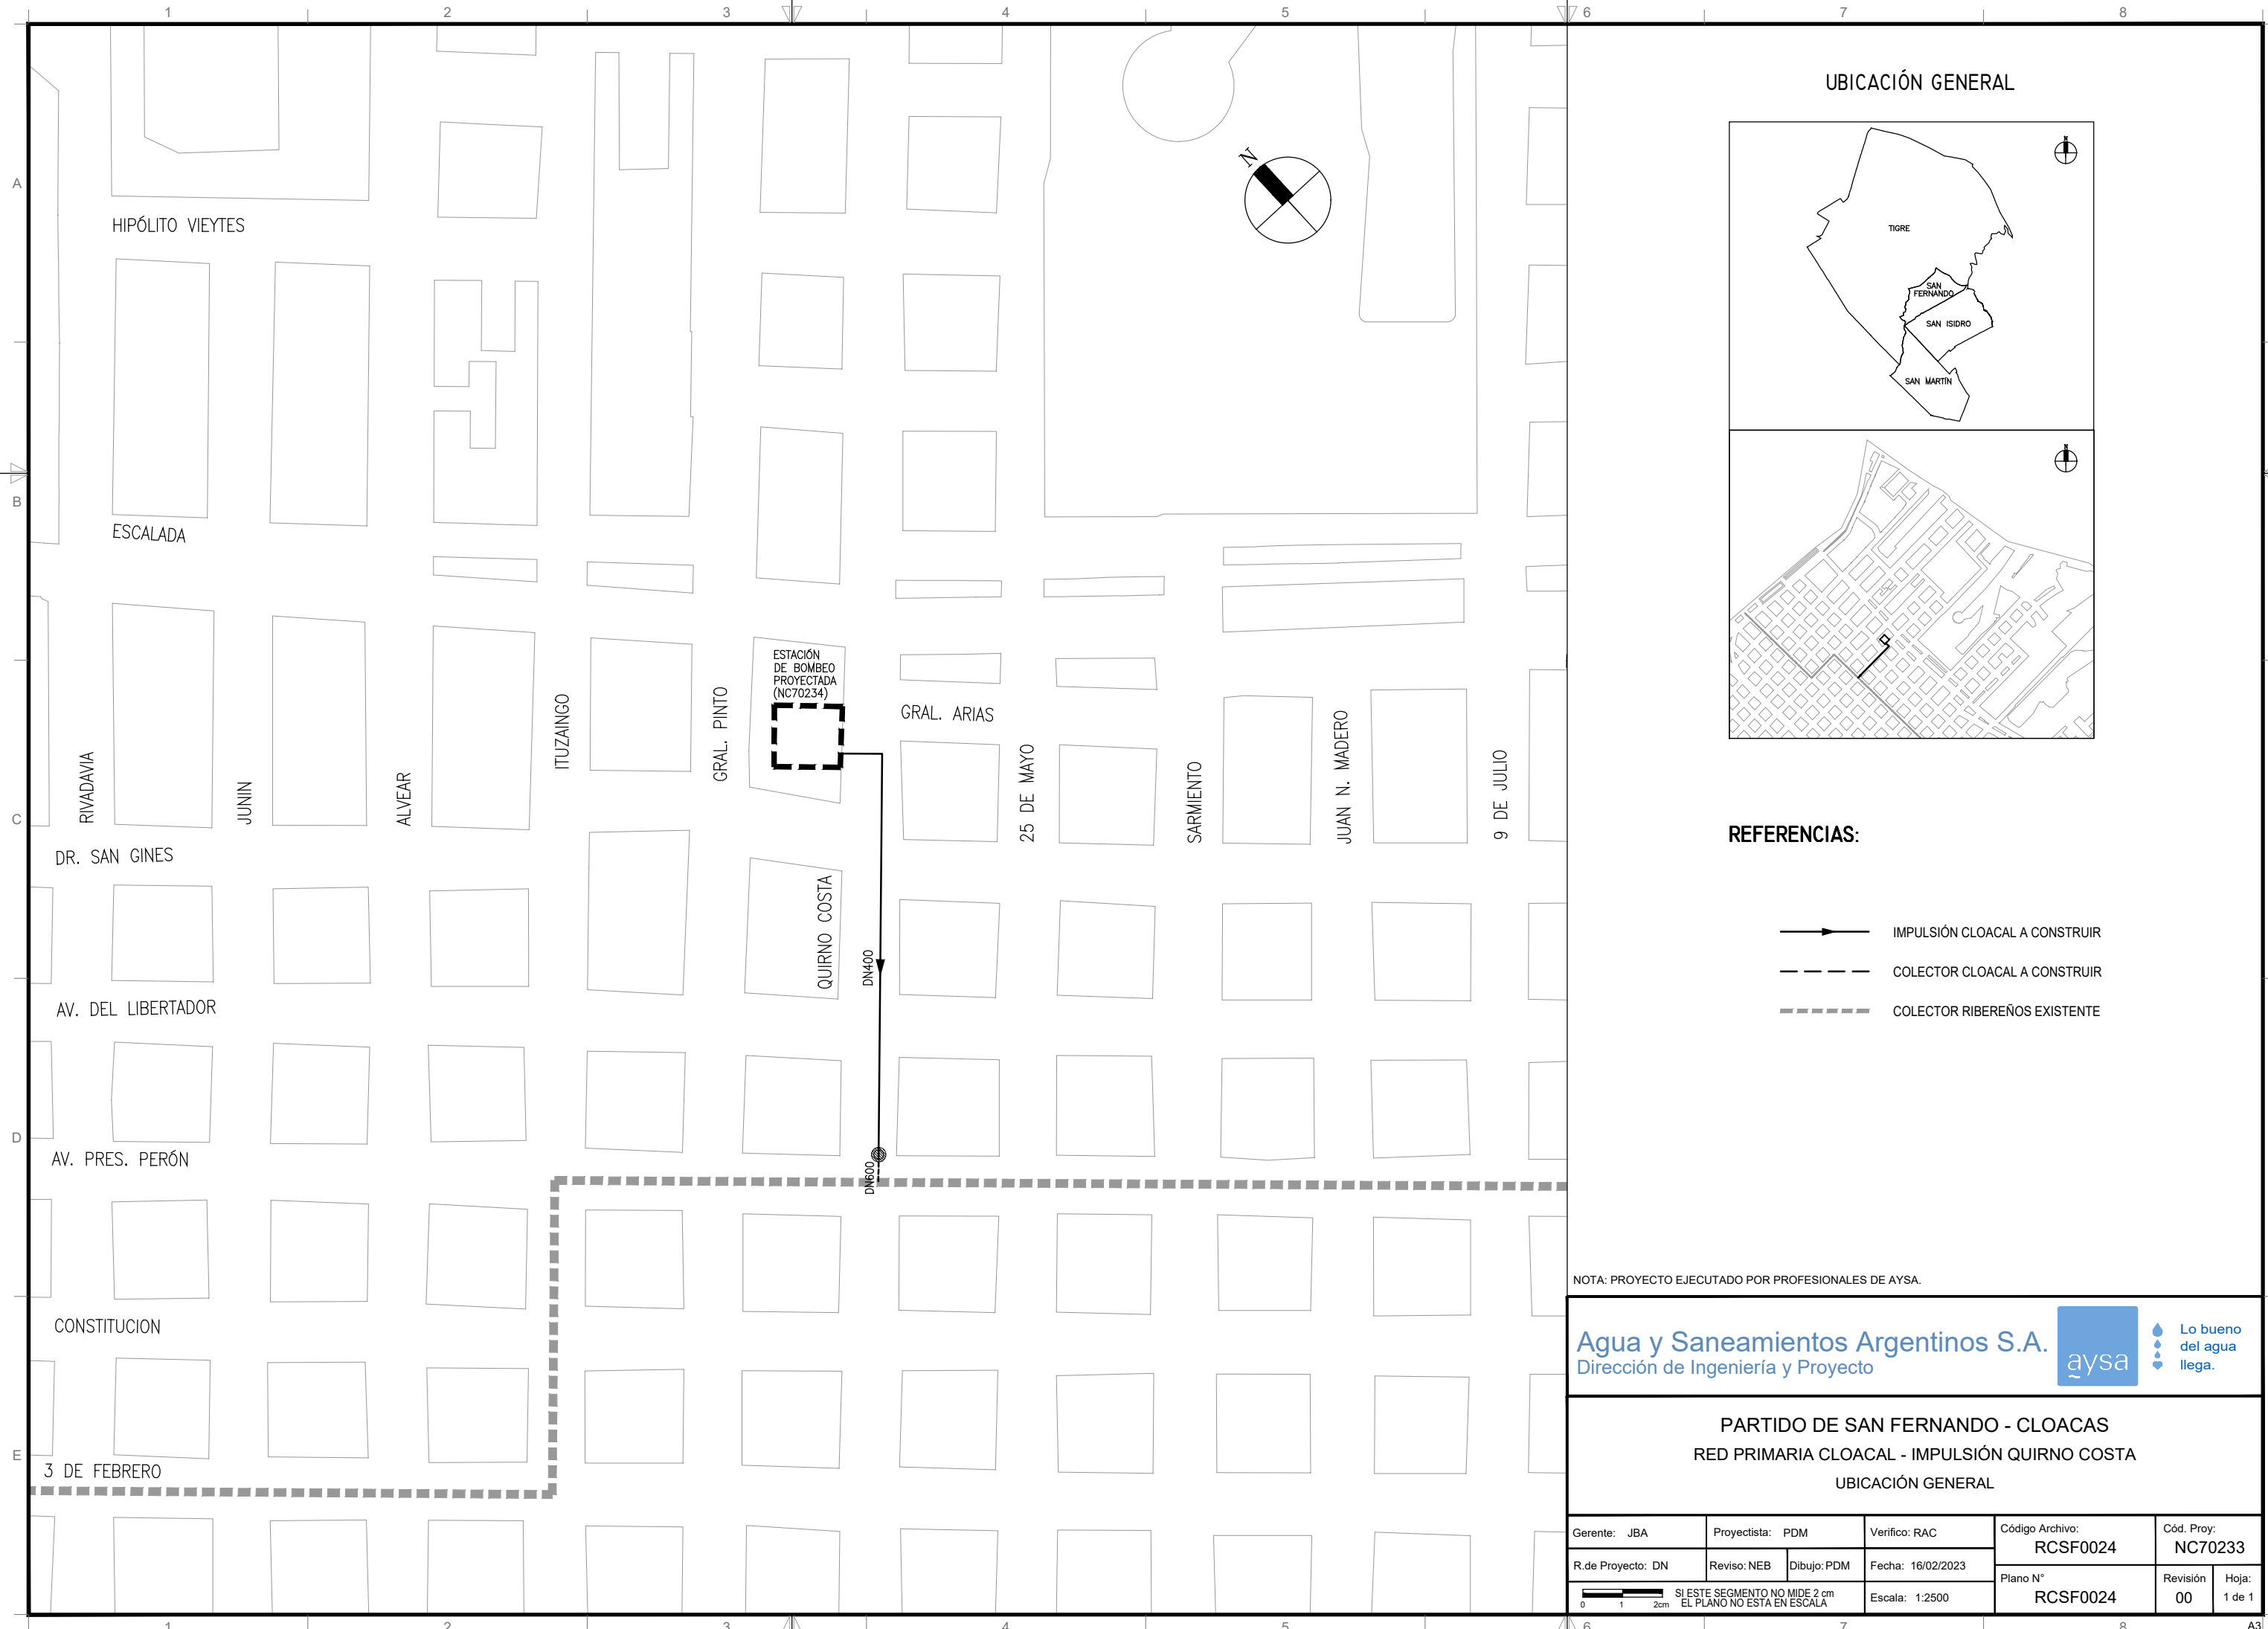 1 2 3 4 5 6 7 8
A
B
C
D
E
HIPÓLITO VIEYTES
ESCALADA
RIVADAVIA
JUNIN
ALVEAR
ITUZAINGO
GRAL. PINTO
ESTACIÓN
DE BOMBEO
PROYECTADA
(NC70234)
GRAL. ARIAS
25 DE MAYO
SARMIENTO
JUAN N. MADERO
9 DE JULIO
DR. SAN GINES
QUIRNO COSTA
DN400
AV. DEL LIBERTADOR
AV. PRES. PERÓN
DN600
CONSTITUCION
3 DE FEBRERO
N
1 2 3 4 5 6 7 8
UBICACIÓN GENERAL
N
TIGRE
SAN
FERNANDO
SAN ISIDRO
SAN MARTÍN
N
REFERENCIAS:
IMPULSIÓN CLOACAL A CONSTRUIR
COLECTOR CLOACAL A CONSTRUIR
COLECTOR RIBEREÑOS EXISTENTE
NOTA: PROYECTO EJECUTADO POR PROFESIONALES DE AYSA.
Agua y Saneamientos Argentinos S.A.
Dirección de Ingeniería y Proyecto
aysa
Lo bueno
del agua
llega.
PARTIDO DE SAN FERNANDO - CLOACAS
RED PRIMARIA CLOACAL - IMPULSIÓN QUIRNO COSTA
UBICACIÓN GENERAL
Gerente: JBA
Proyectista: PDM
Verifico: RAC
Código Archivo:
RCSF0024
Cód. Proy:
NC70233
R.de Proyecto: DN
Reviso: NEB
Dibujo: PDM
Fecha: 16/02/2023
Plano N°
RCSF0024
Revisión
00
Hoja:
1 de 1
0 1 2cm
SI ESTE SEGMENTO NO MIDE 2 cm
EL PLANO NO ESTA EN ESCALA
Escala: 1:2500
A3